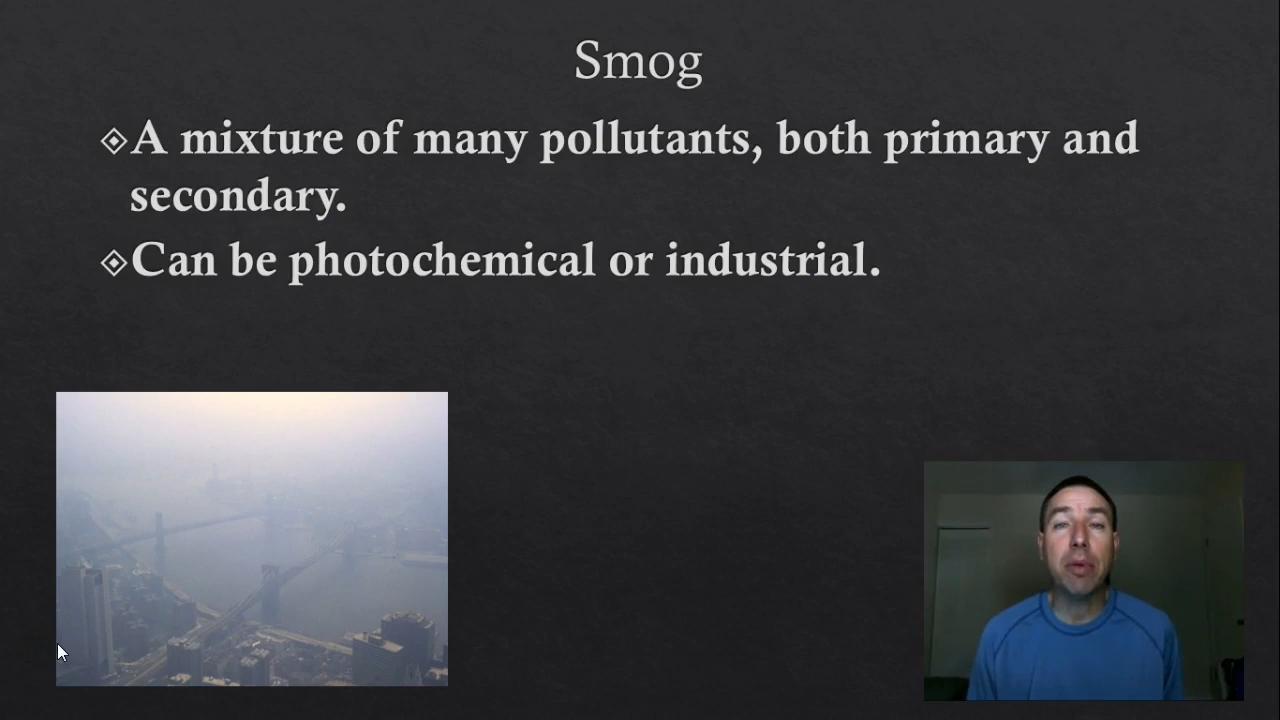 Smog
A mixture of many pollutants, both primary and
secondary.
Can be photochemical or industrial.